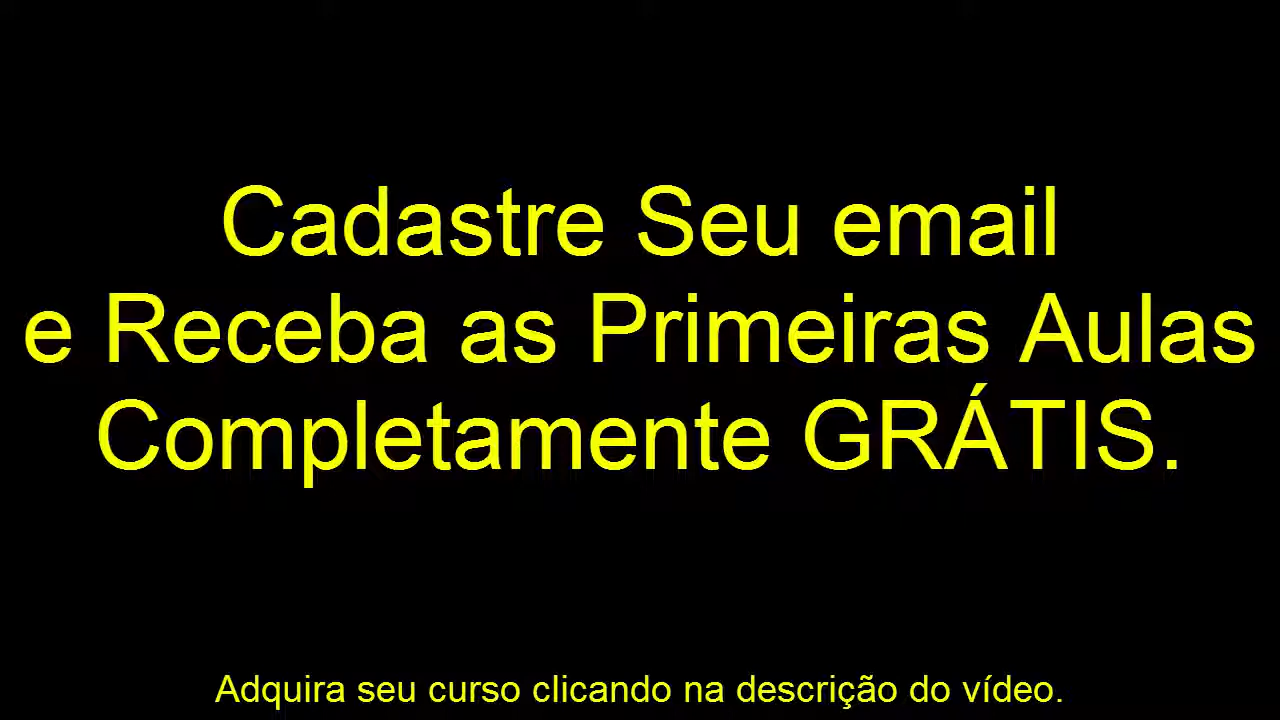 Cadastre Seu email
e Receba as Primeiras Aulas
Completamente GRÁTIS.
Adquira seu curso clicando na descrição do vídeo.